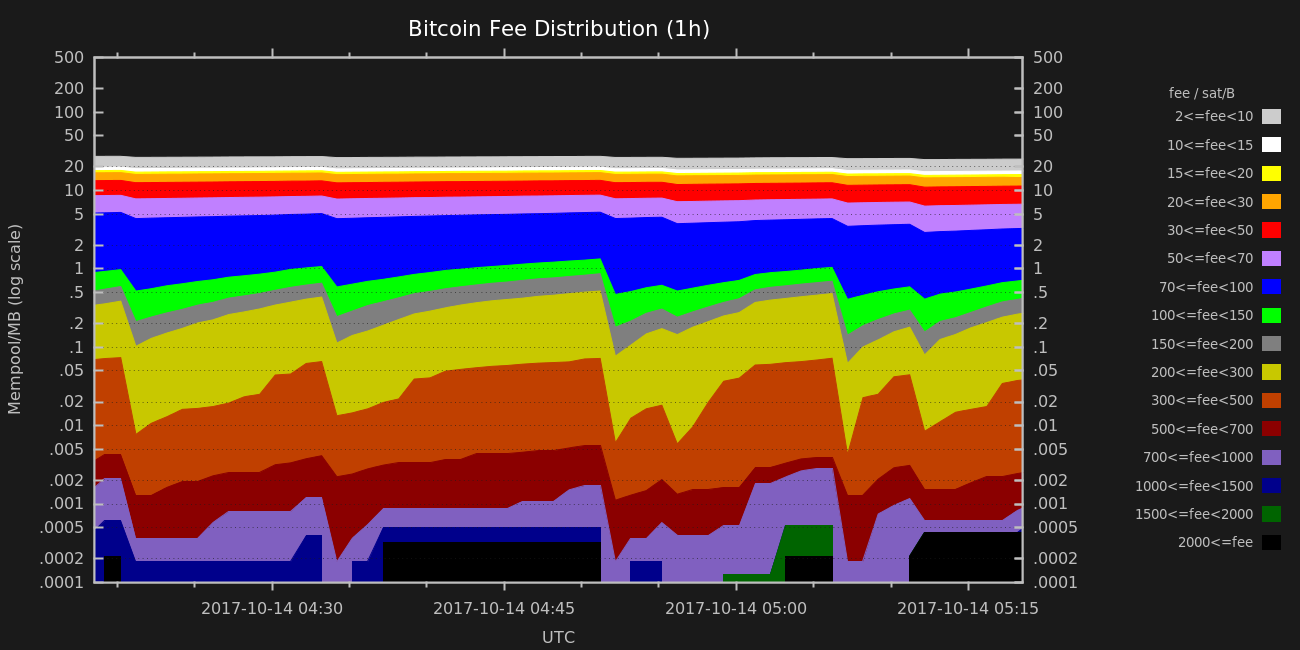 Bitcoin Fee Distribution (1h)
500 500
200 200
100 100
50 50
20 20
10 10
5 5
2 2
1 1
.5 .5
.2 .2
.1 .1
.05 .05
.02 .02
.01 .01
.005 .005
.002 .002
.001 .001
.0005 .0005
.0002 .0002
.0001 .0001
Mempool/MB (log scale)
2017-10-14 04:30 2017-10-14 04:45 2017-10-14 05:00 2017-10-14 05:15
UTC
fee / sat/B
2<=fee<10
10<=fee<15
15<=fee<20
20<=fee<30
30<=fee<50
50<=fee<70
70<=fee<100
100<=fee<150
150<=fee<200
200<=fee<300
300<=fee<500
500<=fee<700
700<=fee<1000
1000<=fee<1500
1500<=fee<2000
2000<=fee